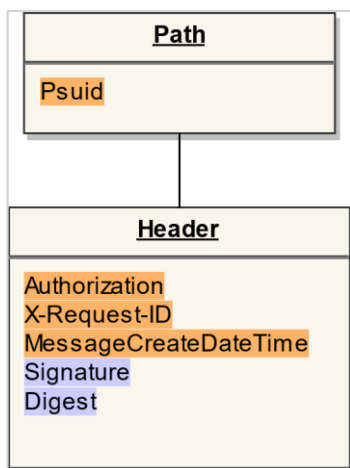 Path
Psuid
Header
Authorization
X-Request-ID
MessageCreateDateTime
Signature
Digest